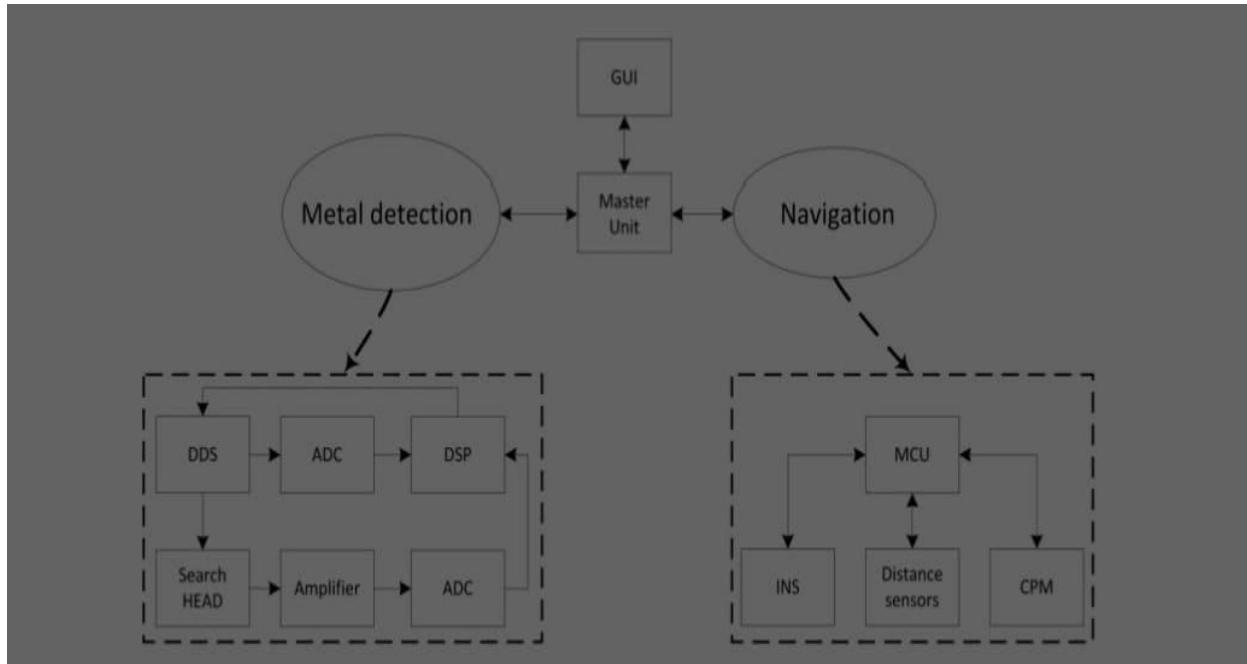 GUI
Metal detection
Master
Unit
Navigation
DDS
ADC
DSP
Search
HEAD
Amplifier
ADC
MCU
INS
Distance
sensors
CPM